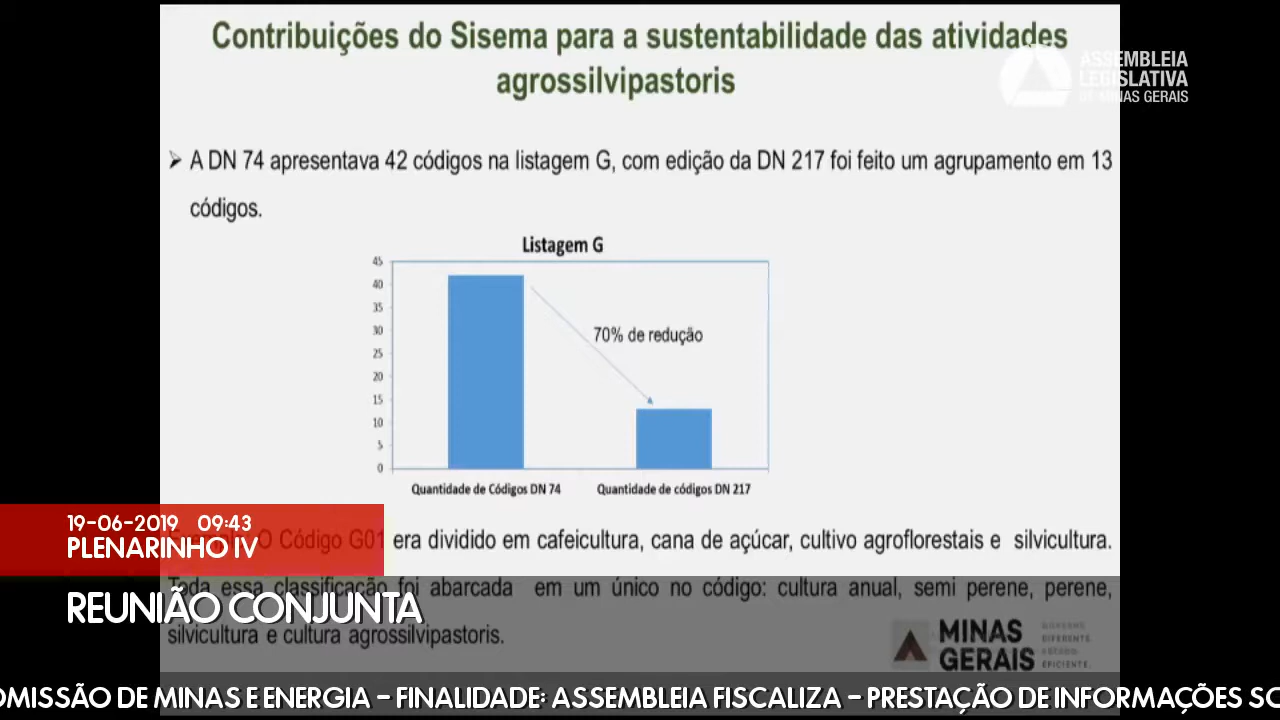 Contribuições do Sisema para a sustentabilidade das atividades
agrossilvipastoris
ASSEMBLEIA
LEGISLATIVA
DE MINAS GERAIS
➢ A DN 74 apresentava 42 códigos na listagem G, com edição da DN 217 foi feito um agrupamento em 13
códigos.
Listagem G
45
40
35
30
25
20
15
10
5
0
70% de redução
Quantidade de Códigos DN 74
Quantidade de códigos DN 217
O Código G01 era dividido em cafeicultura, cana de açúcar, cultivo agroflorestais e silvicultura.
Toda essa classificação foi abarcada em um único no código: cultura anual, semi perene, perene,
silvicultura e cultura agrossilvipastoris.
19-06-2019 09:43
PLENARINHO IV
REUNIÃO CONJUNTA
MINAS
GERAIS
GOVERNO
DIFERENTE.
ESTADO
EFICIENTE.
OMISSÃO DE MINAS E ENERGIA - FINALIDADE: ASSEMBLEIA FISCALIZA - PRESTAÇÃO DE INFORMAÇÕES SO